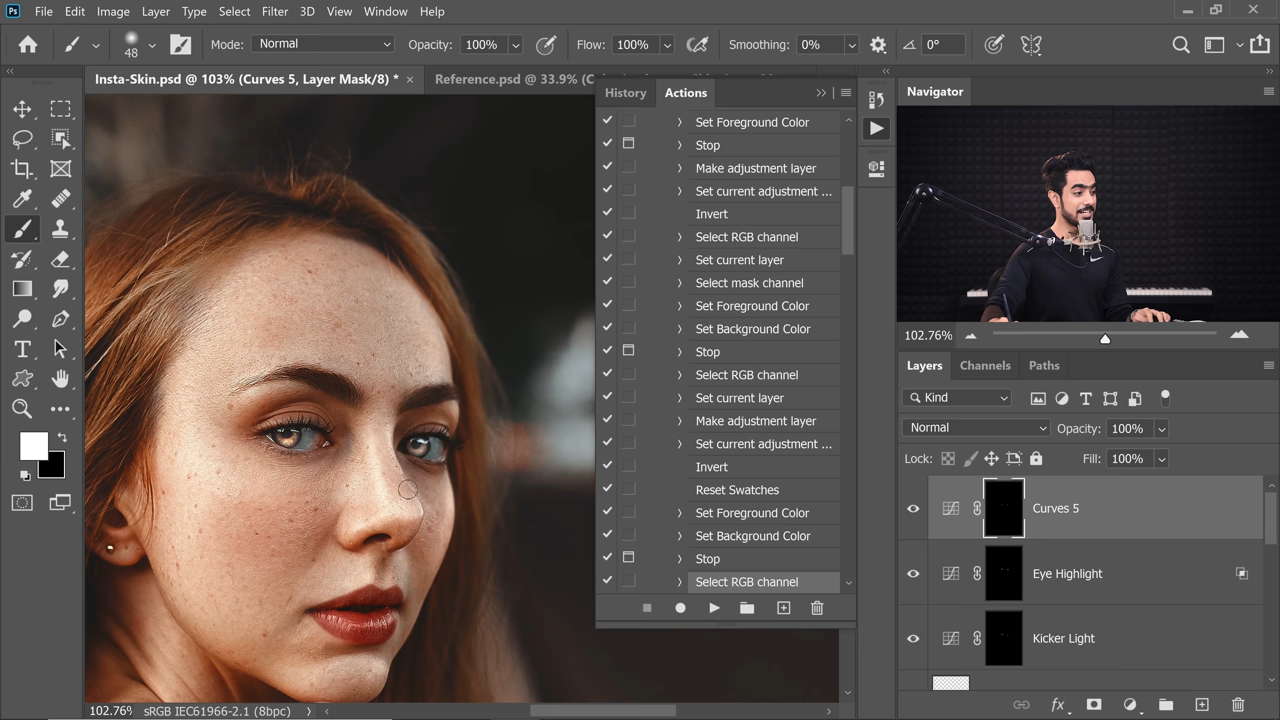 Ps File Edit Image Layer Type Select Filter 3D View Window Help
48 Mode: Normal Opacity: 100% Flow: 100% Smoothing: 0% 0°
Insta-Skin.psd @ 103% (Curves 5, Layer Mask/8) * × Reference.psd @ 33.9% (
History Actions
Set Foreground Color
Stop
Make adjustment layer
Set current adjustment ...
Invert
Select RGB channel
Set current layer
Select mask channel
Set Foreground Color
Set Background Color
Stop
Select RGB channel
Set current layer
Make adjustment layer
Set current adjustment ...
Invert
Reset Swatches
Set Foreground Color
Set Background Color
Stop
Select RGB channel
Navigator
102.76%
Layers Channels Paths
Kind
Normal Opacity: 100%
Lock: Fill: 100%
Curves 5
Eye Highlight
Kicker Light
fx
102.76% sRGB IEC61966-2.1 (8bpc)